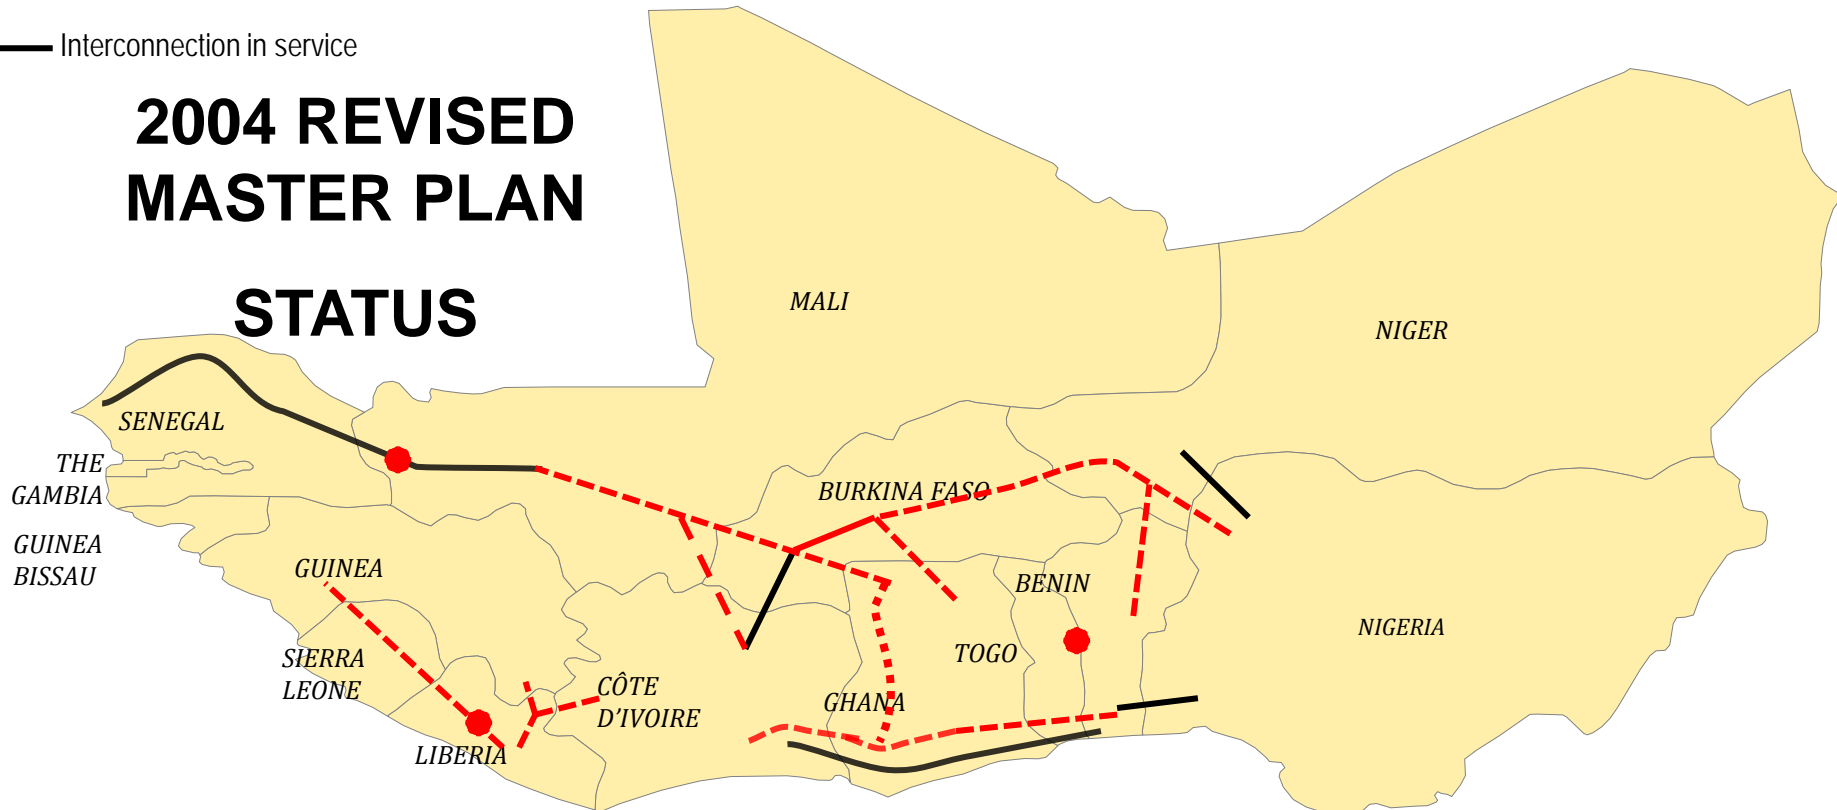 Interconnection in service
2004 REVISED
MASTER PLAN
STATUS
MALI
NIGER
SENEGAL
THE
GAMBIA
BURKINA FASO
GUINEA
BISSAU
GUINEA
BENIN
NIGERIA
SIERRA
LEONE
TOGO
CÔTE
D'IVOIRE
GHANA
LIBERIA